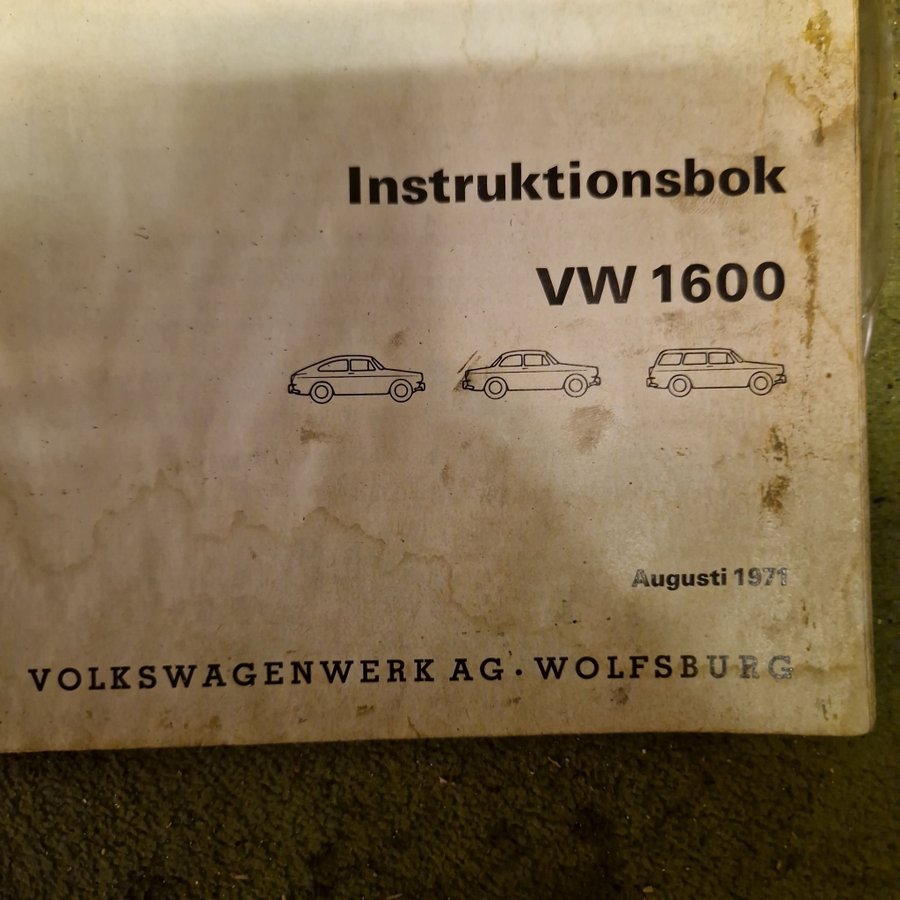 Instruktionsbok
VW 1600
Augusti 1971
VOLKSWAGENWERK AG · WOLFSBURG